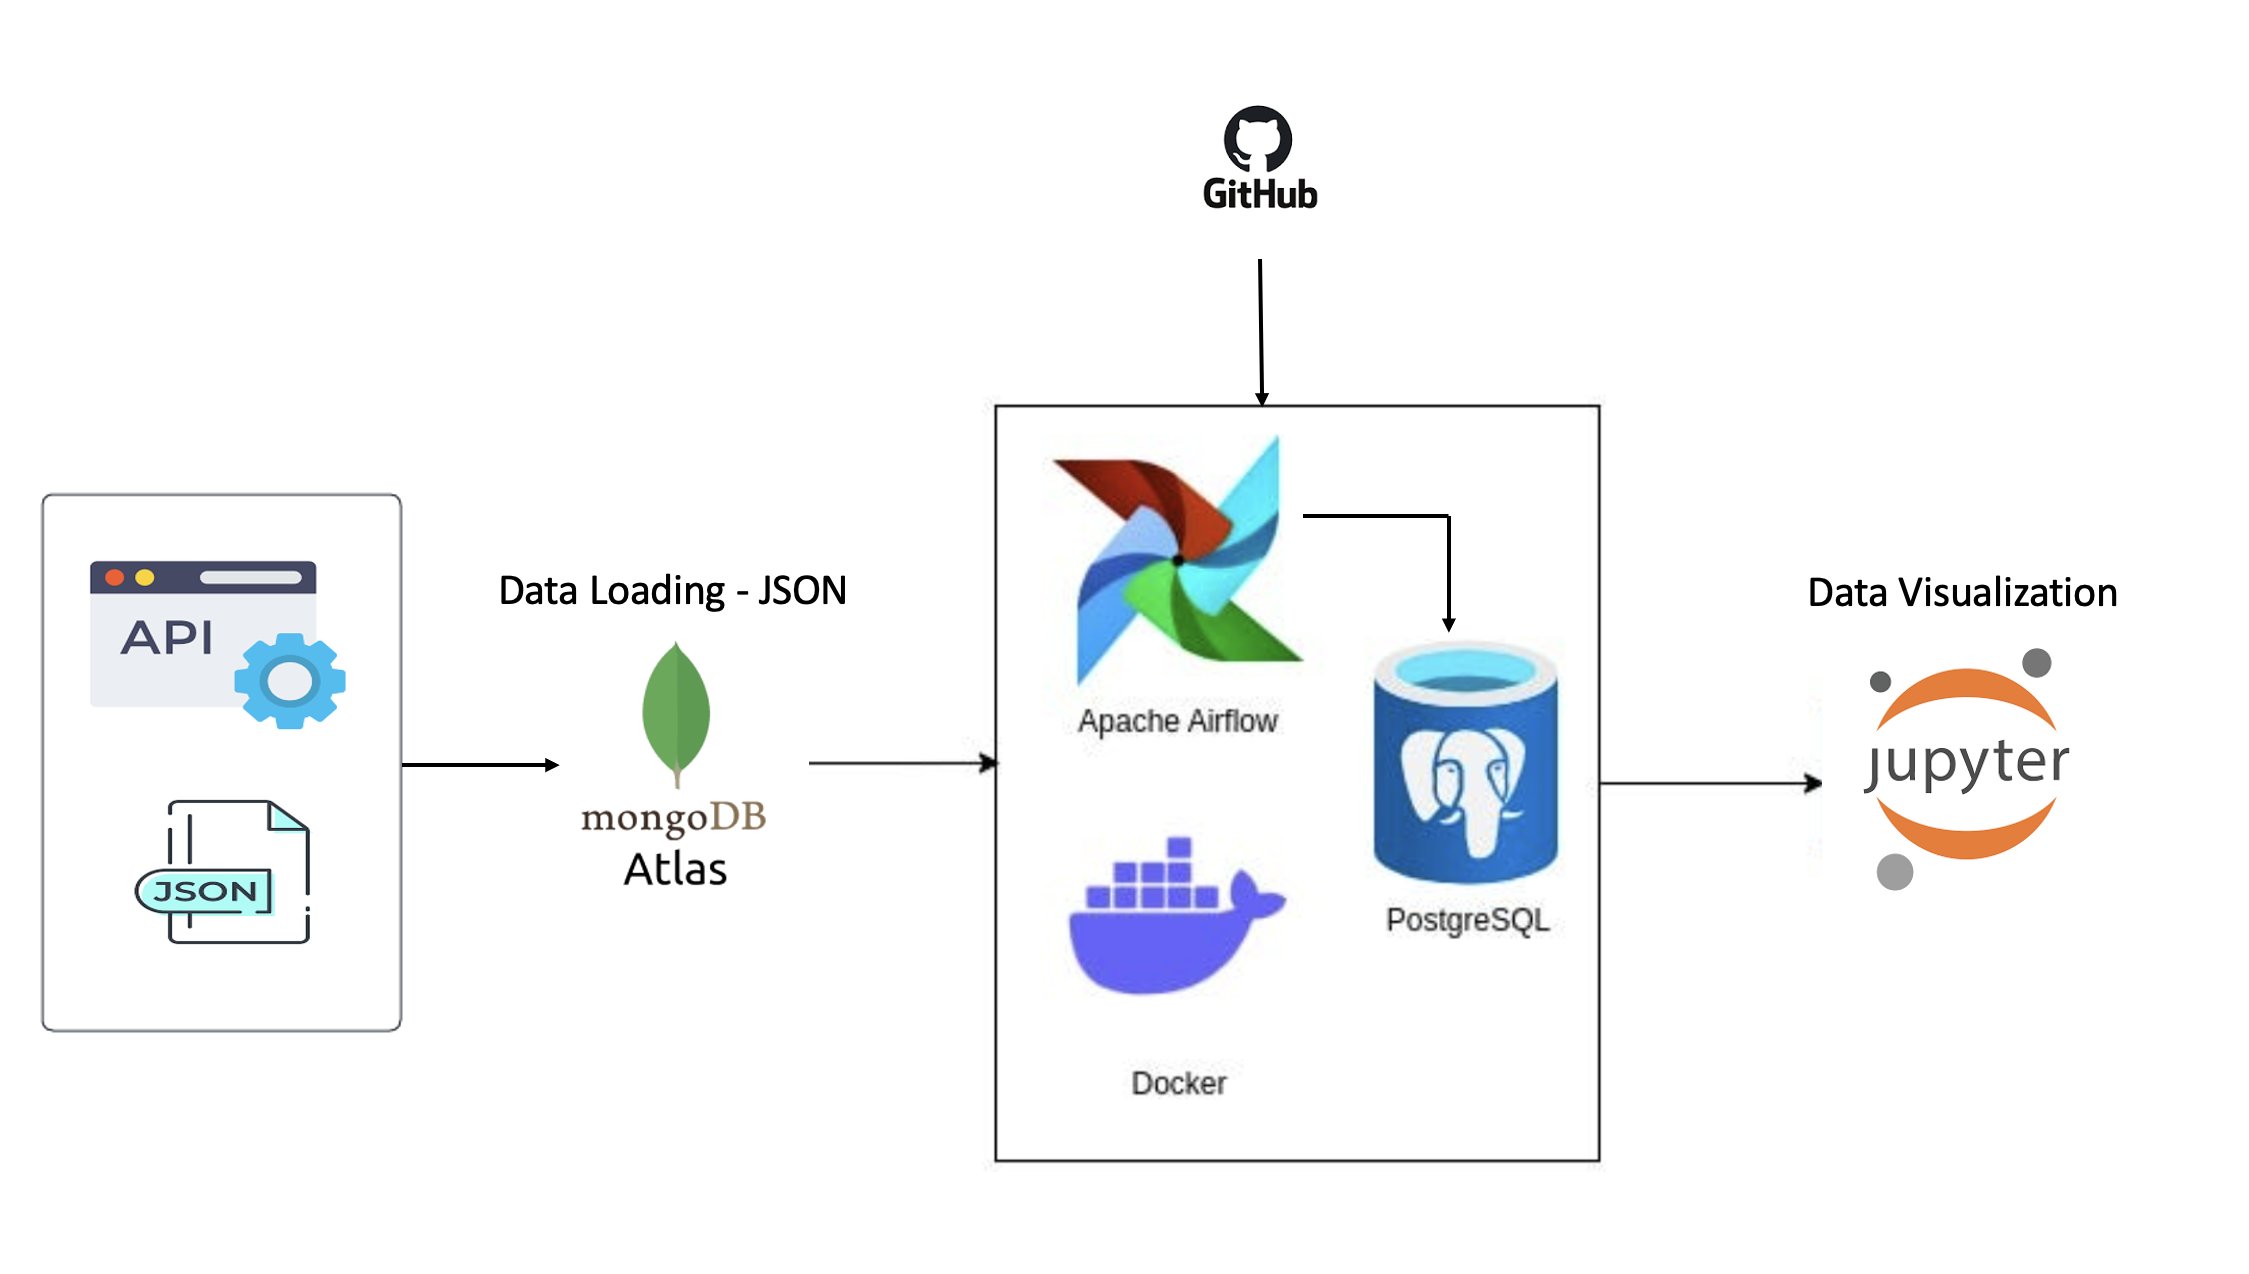 GitHub
API
JSON
Data Loading - JSON
mongoDB
Atlas
Apache Airflow
PostgreSQL
Docker
Data Visualization
jupyter